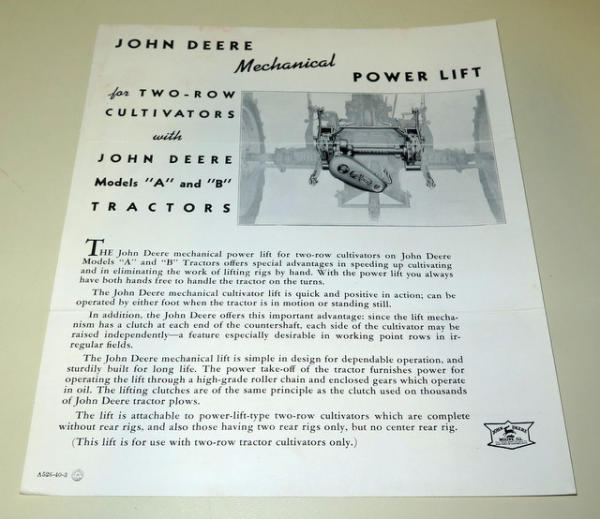 JOHN DEERE
Mechanical
POWER LIFT
for TWO-ROW
CULTIVATORS
with
JOHN DEERE
Models "A" and "B"
TRACTORS
THE John Deere mechanical power lift for two-row cultivators on John Deere
Models "A" and "B" Tractors offers special advantages in speeding up cultivating
and in eliminating the work of lifting rigs by hand. With the power lift you always
have both hands free to handle the tractor on the turns.
The John Deere mechanical cultivator lift is quick and positive in action; can be
operated by either foot when the tractor is in motion or standing still.
In addition, the John Deere offers this important advantage: since the lift mecha-
nism has a clutch at each end of the countershaft, each side of the cultivator may be
raised independently—a feature especially desirable in working point rows in ir-
regular fields.
The John Deere mechanical lift is simple in design for dependable operation, and
sturdily built for long life. The power take-off of the tractor furnishes power for
operating the lift through a high-grade roller chain and enclosed gears which operate
in oil. The lifting clutches are of the same principle as the clutch used on thousands
of John Deere tractor plows.
The lift is attachable to power-lift-type two-row cultivators which are complete
without rear rigs, and also those having two rear rigs only, but no center rear rig.
(This lift is for use with two-row tractor cultivators only.)
JOHN DEERE
MOLINE, ILL.
A526-40-3